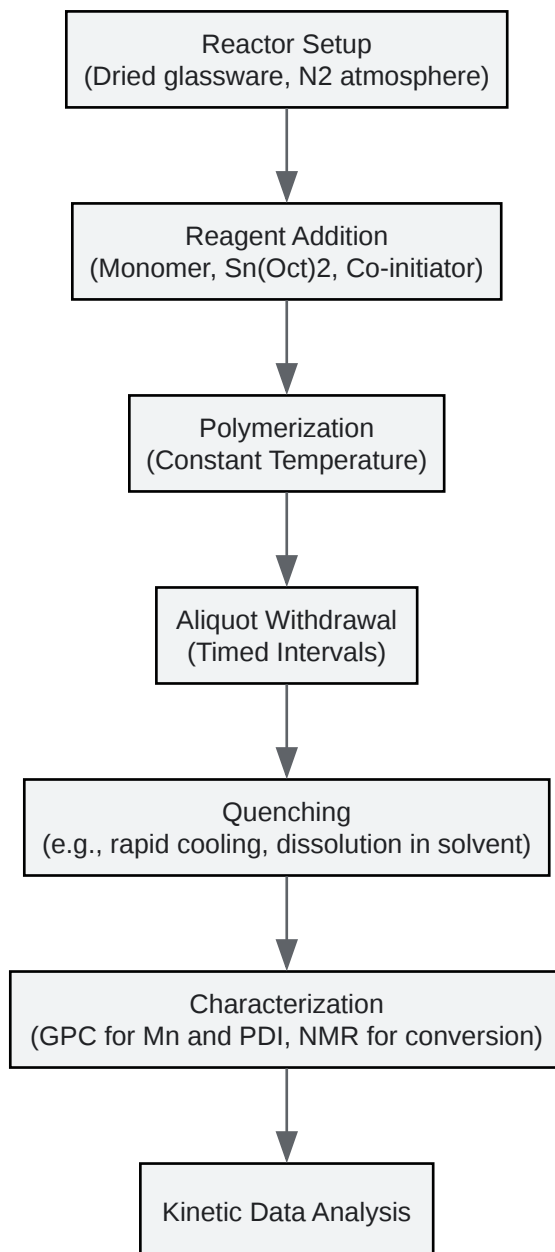 Reactor Setup
(Dried glassware, N2 atmosphere)
Reagent Addition
(Monomer, Sn(Oct)2, Co-initiator)
Polymerization
(Constant Temperature)
Aliquot Withdrawal
(Timed Intervals)
Quenching
(e.g., rapid cooling, dissolution in solvent)
Characterization
(GPC for Mn and PDI, NMR for conversion)
Kinetic Data Analysis